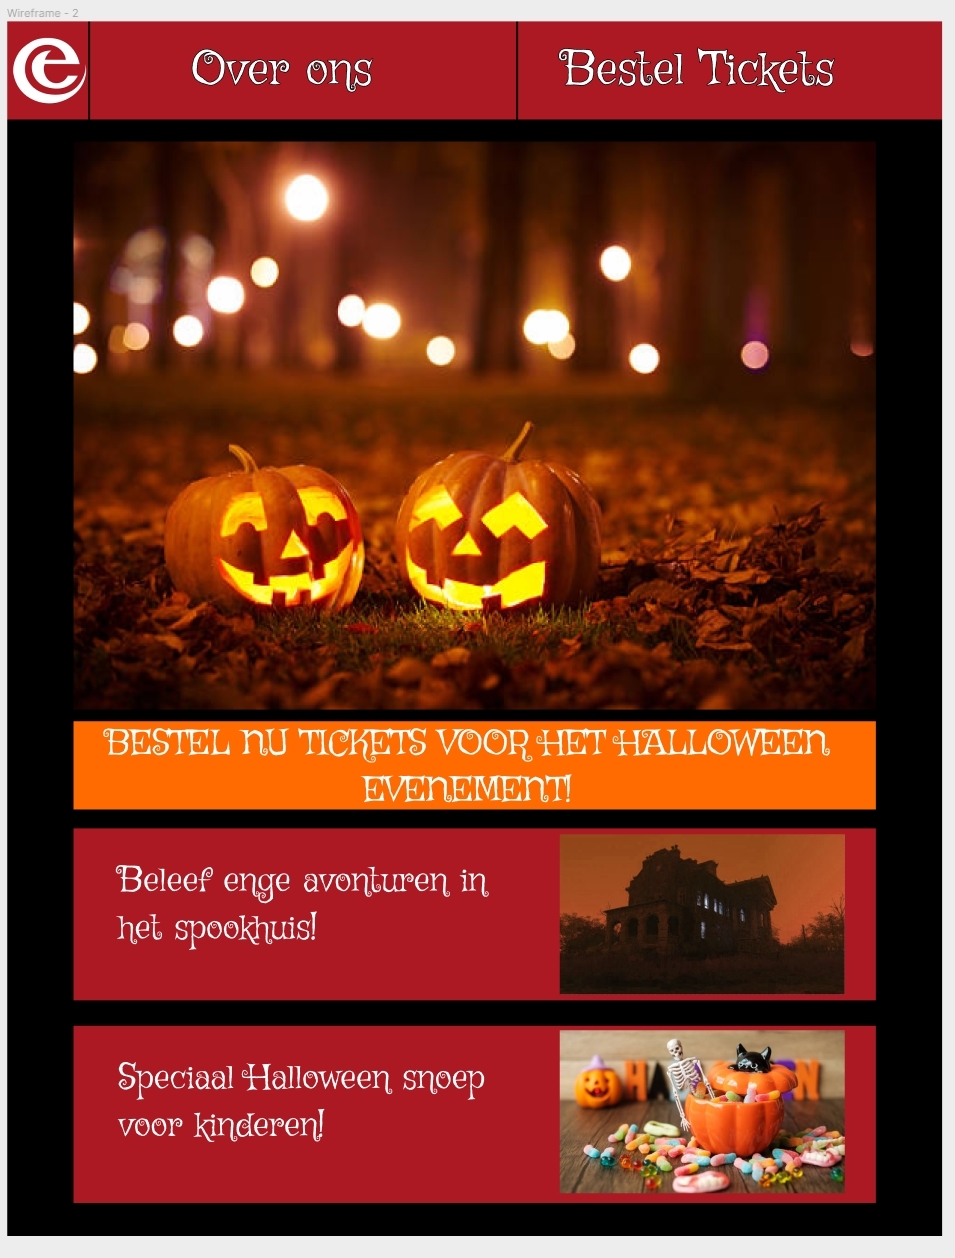 Wireframe - 2
Over ons
Bestel Tickets
BESTEL NU TICKETS VOOR HET HALLOWEEN
EVENEMENT!
Beleef enge avonturen in
het spookhuis!
Speciaal Halloween snoep
voor kinderen!